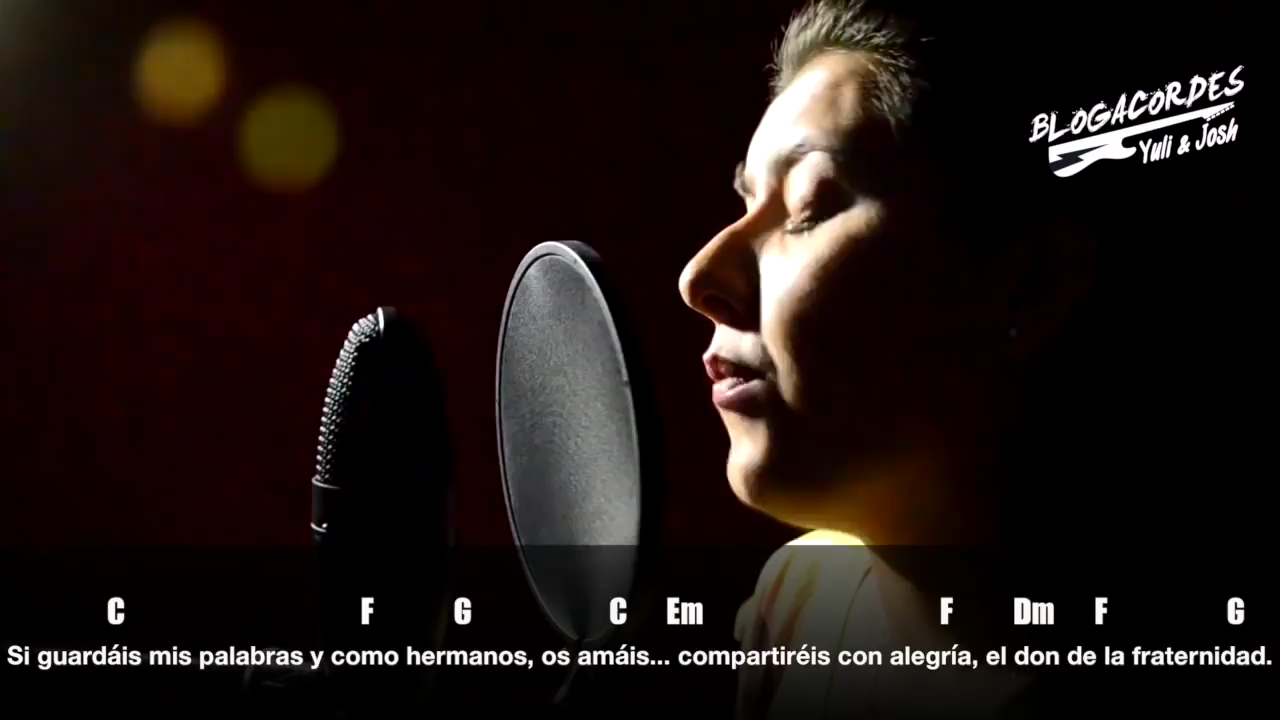 BLOGACORDES
Yuli & Josh
C F G C Em F Dm F G
Si guardáis mis palabras y como hermanos, os amáis... compartiréis con alegría, el don de la fraternidad.